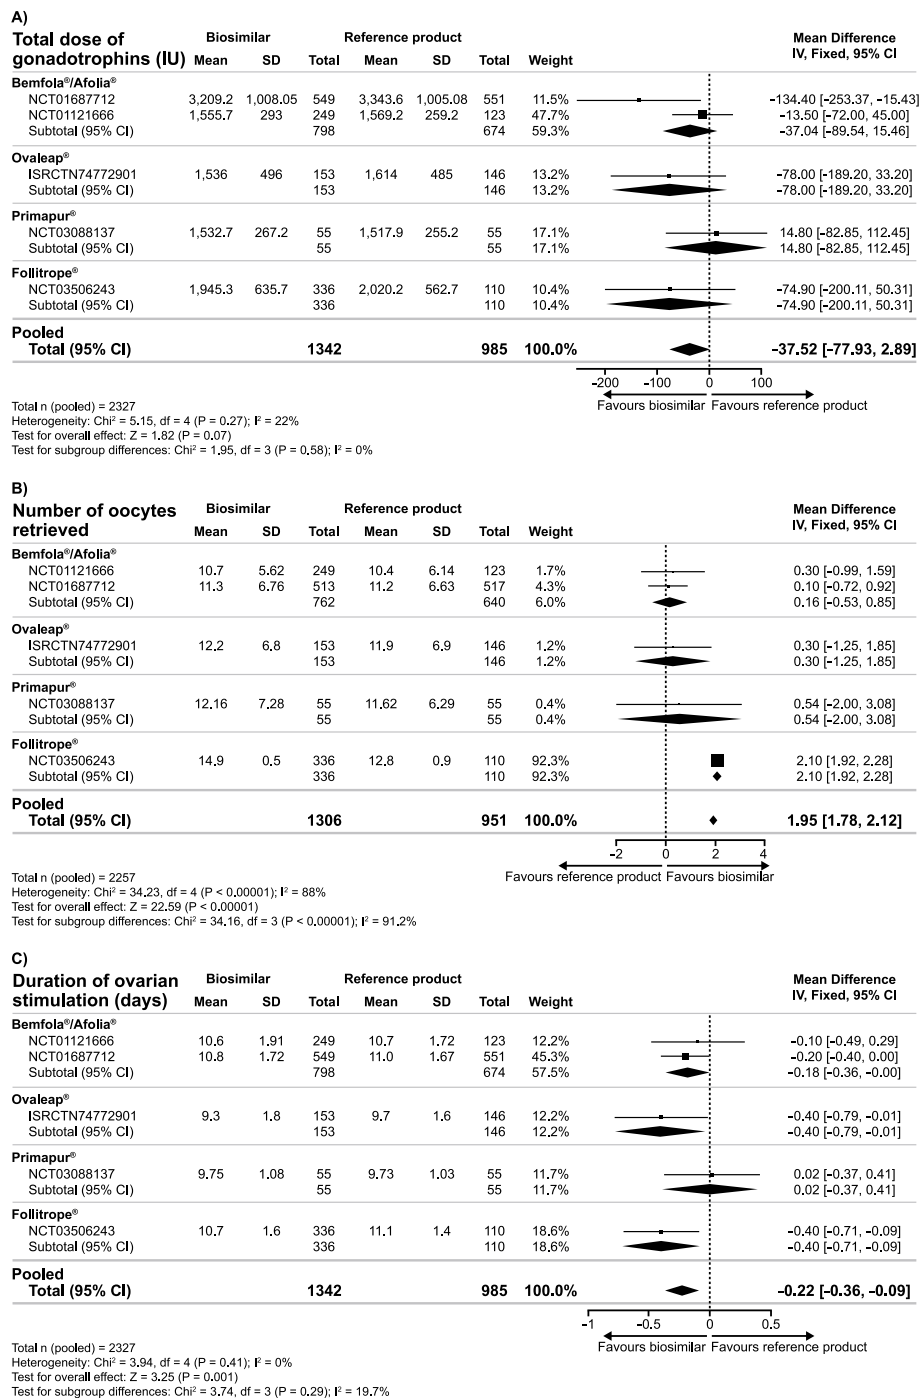 A)
Total dose of gonadotrophins (IU) Biosimilar Reference product Mean Difference
Mean SD Total Mean SD Total Weight IV, Fixed, 95% CI
Bemfola®/Afolia®
NCT01687712 3,209.2 1,008.05 549 3,343.6 1,005.08 551 11.5% −134.40 [−253.37, −15.43]
NCT01121666 1,555.7 293 249 1,569.2 259.2 123 47.7% −13.50 [−72.00, 45.00]
Subtotal (95% CI) 798 674 59.3% −37.04 [−89.54, 15.46]
Ovaleap®
ISRCTN74772901 1,536 496 153 1,614 485 146 13.2% −78.00 [−189.20, 33.20]
Subtotal (95% CI) 153 146 13.2% −78.00 [−189.20, 33.20]
Primapur®
NCT03088137 1,532.7 267.2 55 1,517.9 255.2 55 17.1% 14.80 [−82.85, 112.45]
Subtotal (95% CI) 55 55 17.1% 14.80 [−82.85, 112.45]
Follitrope®
NCT03506243 1,945.3 635.7 336 2,020.2 562.7 110 10.4% −74.90 [−200.11, 50.31]
Subtotal (95% CI) 336 110 10.4% −74.90 [−200.11, 50.31]
Pooled
Total (95% CI) 1342 985 100.0% −37.52 [−77.93, 2.89]
−200 −100 0 100
Favours biosimilar Favours reference product
Total n (pooled) = 2327
Heterogeneity: Chi² = 5.15, df = 4 (P = 0.27); I² = 22%
Test for overall effect: Z = 1.82 (P = 0.07)
Test for subgroup differences: Chi² = 1.95, df = 3 (P = 0.58); I² = 0%
B)
Number of oocytes retrieved Biosimilar Reference product Mean Difference
Mean SD Total Mean SD Total Weight IV, Fixed, 95% CI
Bemfola®/Afolia®
NCT01121666 10.7 5.62 249 10.4 6.14 123 1.7% 0.30 [−0.99, 1.59]
NCT01687712 11.3 6.76 513 11.2 6.63 517 4.3% 0.10 [−0.72, 0.92]
Subtotal (95% CI) 762 640 6.0% 0.16 [−0.53, 0.85]
Ovaleap®
ISRCTN74772901 12.2 6.8 153 11.9 6.9 146 1.2% 0.30 [−1.25, 1.85]
Subtotal (95% CI) 153 146 1.2% 0.30 [−1.25, 1.85]
Primapur®
NCT03088137 12.16 7.28 55 11.62 6.29 55 0.4% 0.54 [−2.00, 3.08]
Subtotal (95% CI) 55 55 0.4% 0.54 [−2.00, 3.08]
Follitrope®
NCT03506243 14.9 0.5 336 12.8 0.9 110 92.3% 2.10 [1.92, 2.28]
Subtotal (95% CI) 336 110 92.3% 2.10 [1.92, 2.28]
Pooled
Total (95% CI) 1306 951 100.0% 1.95 [1.78, 2.12]
−2 0 2 4
Favours reference product Favours biosimilar
Total n (pooled) = 2257
Heterogeneity: Chi² = 34.23, df = 4 (P < 0.00001); I² = 88%
Test for overall effect: Z = 22.59 (P < 0.00001)
Test for subgroup differences: Chi² = 34.16, df = 3 (P < 0.00001); I² = 91.2%
C)
Duration of ovarian stimulation (days) Biosimilar Reference product Mean Difference
Mean SD Total Mean SD Total Weight IV, Fixed, 95% CI
Bemfola®/Afolia®
NCT01121666 10.6 1.91 249 10.7 1.72 123 12.2% −0.10 [−0.49, 0.29]
NCT01687712 10.8 1.72 549 11.0 1.67 551 45.3% −0.20 [−0.40, 0.00]
Subtotal (95% CI) 798 674 57.5% −0.18 [−0.36, −0.00]
Ovaleap®
ISRCTN74772901 9.3 1.8 153 9.7 1.6 146 12.2% −0.40 [−0.79, −0.01]
Subtotal (95% CI) 153 146 12.2% −0.40 [−0.79, −0.01]
Primapur®
NCT03088137 9.75 1.08 55 9.73 1.03 55 11.7% 0.02 [−0.37, 0.41]
Subtotal (95% CI) 55 55 11.7% 0.02 [−0.37, 0.41]
Follitrope®
NCT03506243 10.7 1.6 336 11.1 1.4 110 18.6% −0.40 [−0.71, −0.09]
Subtotal (95% CI) 336 110 18.6% −0.40 [−0.71, −0.09]
Pooled
Total (95% CI) 1342 985 100.0% −0.22 [−0.36, −0.09]
−1 −0.5 0 0.5
Favours biosimilar Favours reference product
Total n (pooled) = 2327
Heterogeneity: Chi² = 3.94, df = 4 (P = 0.41); I² = 0%
Test for overall effect: Z = 3.25 (P = 0.001)
Test for subgroup differences: Chi² = 3.74, df = 3 (P = 0.29); I² = 19.7%